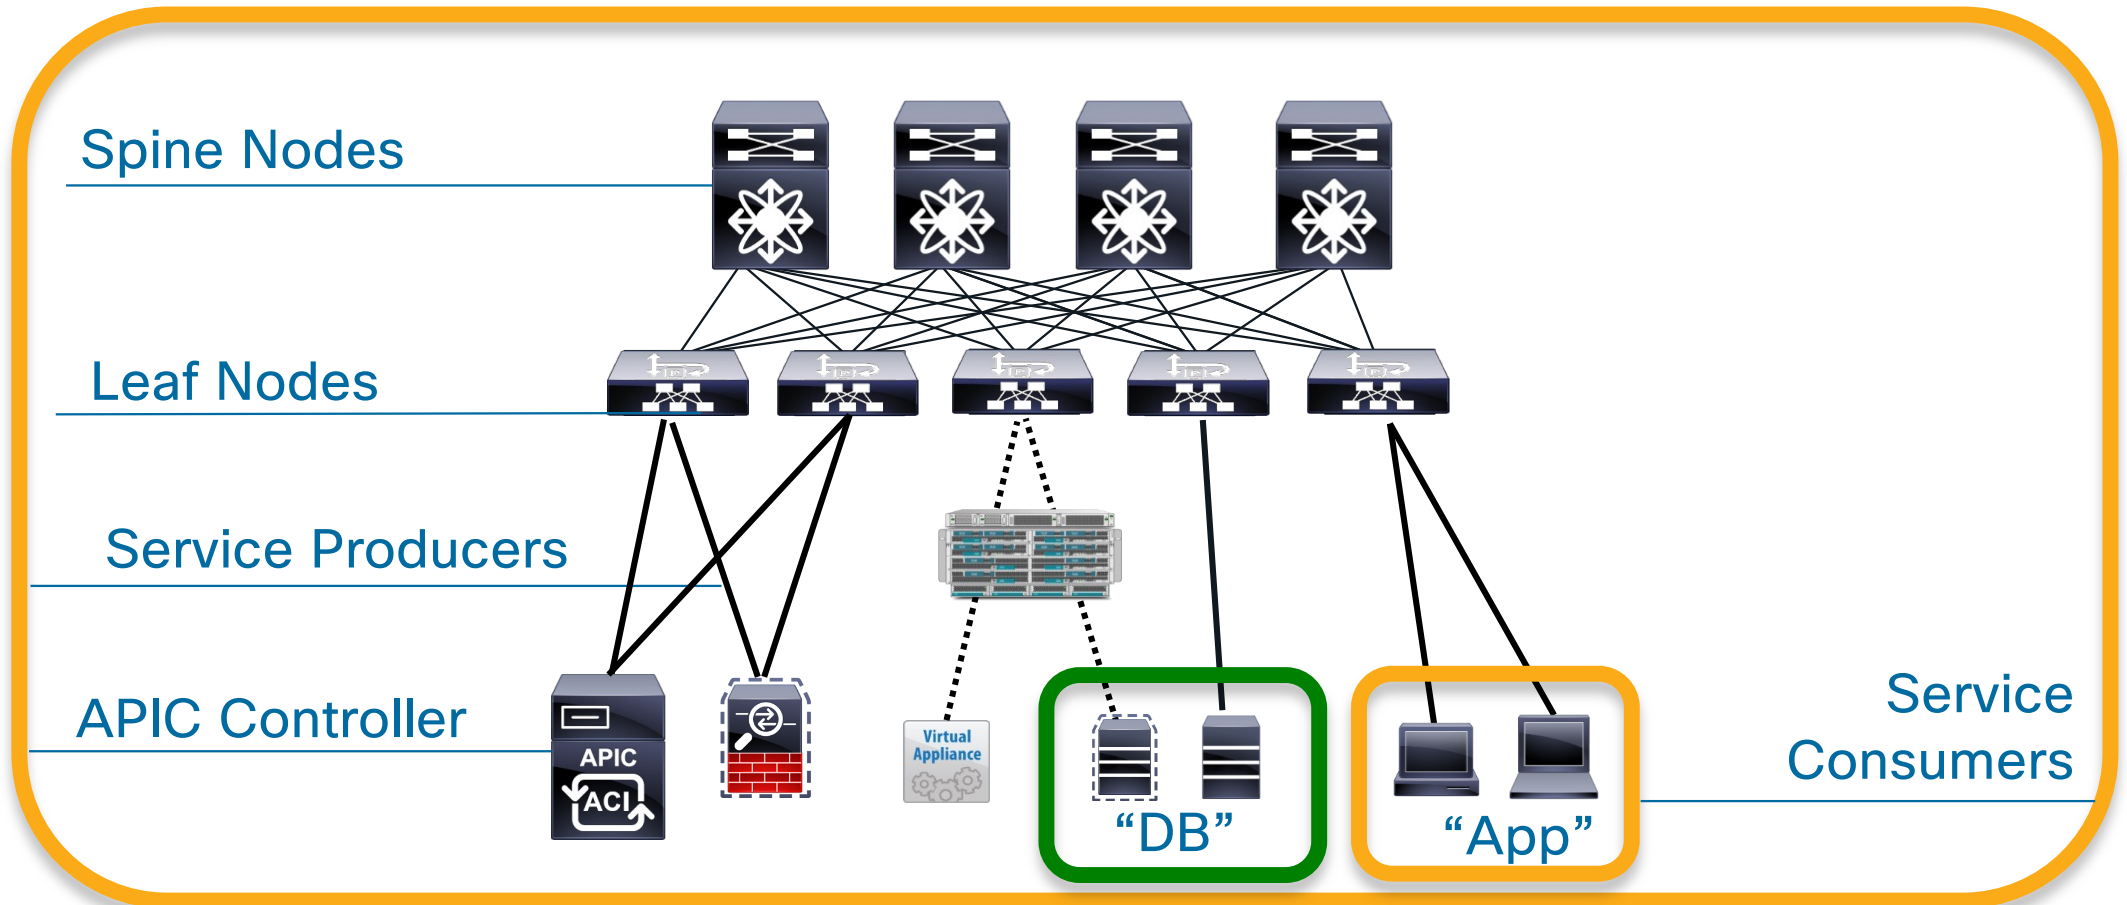 Spine Nodes
Leaf Nodes
Service Producers
APIC Controller
APIC
ACI
Virtual
Appliance
“DB”
“App”
Service
Consumers